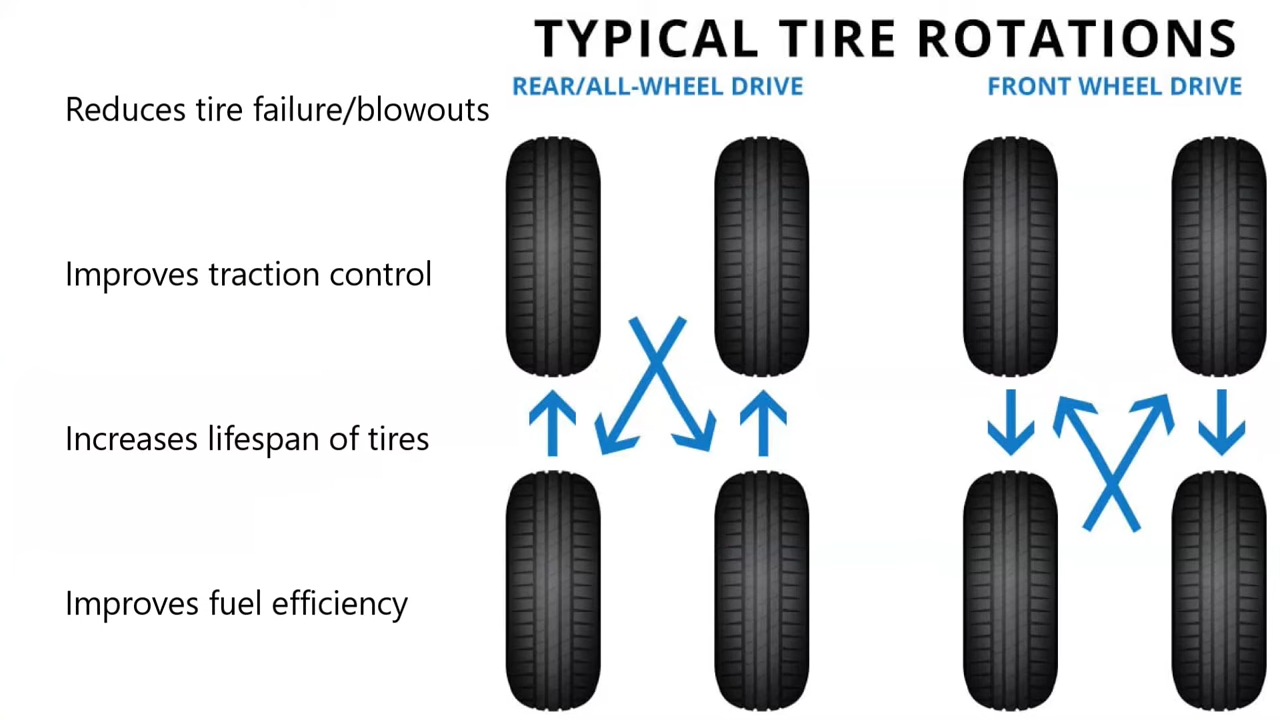 TYPICAL TIRE ROTATIONS
REAR/ALL-WHEEL DRIVE
FRONT WHEEL DRIVE
Reduces tire failure/blowouts
Improves traction control
Increases lifespan of tires
Improves fuel efficiency